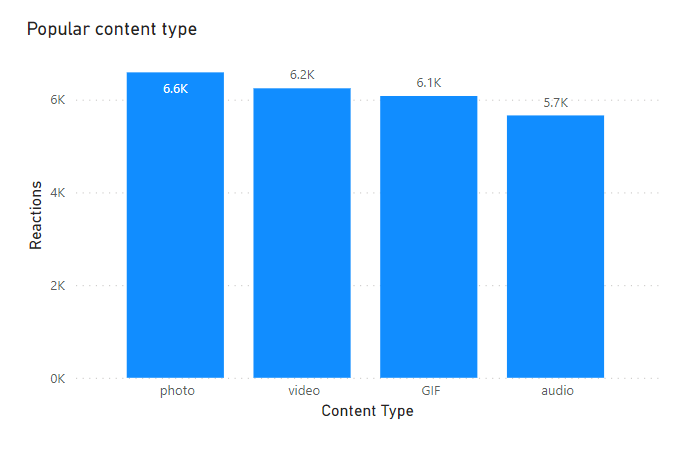 Popular content type
Reactions
6K
4K
2K
0K
6.6K
6.2K
6.1K
5.7K
photo
video
GIF
audio
Content Type